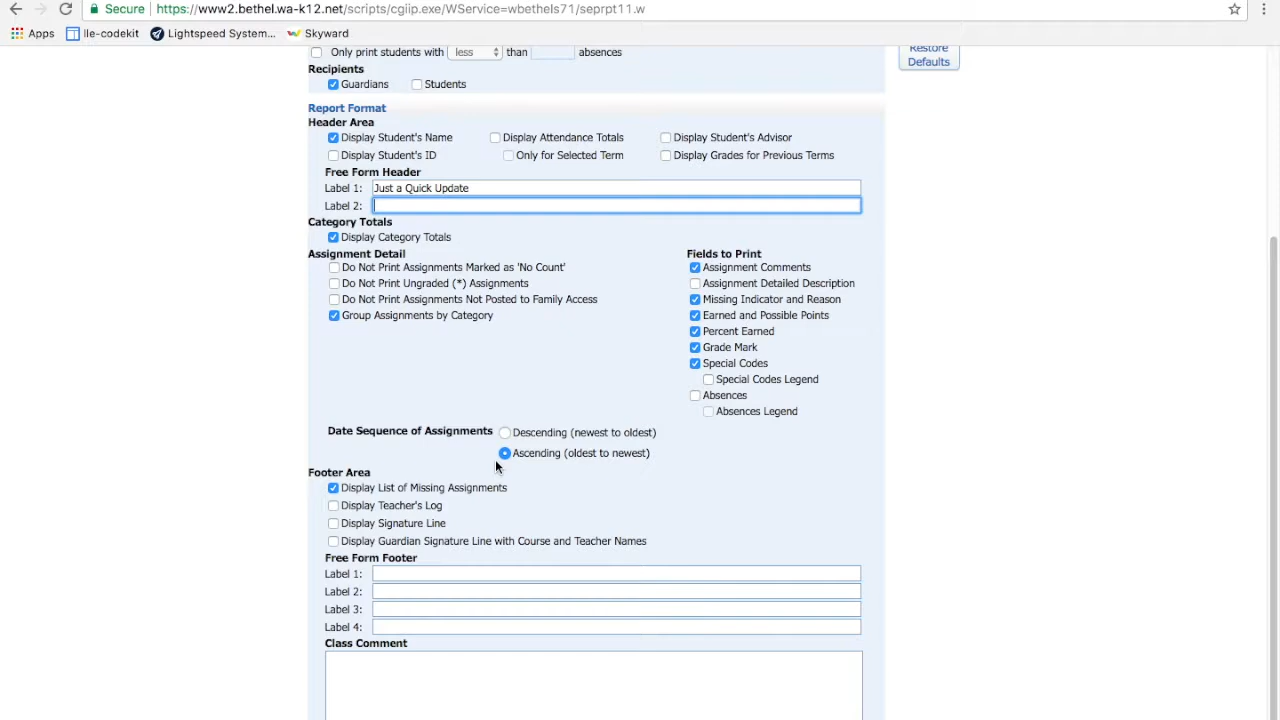 Secure https://www2.bethel.wa-k12.net/scripts/cgiip.exe/WService=wbethels71/seprpt11.w
Apps lle-codekit Lightspeed System... Skyward
Only print students with less than absences
Restore
Defaults
Recipients
Guardians Students
Report Format
Header Area
Display Student's Name Display Attendance Totals Display Student's Advisor
Display Student's ID Only for Selected Term Display Grades for Previous Terms
Free Form Header
Label 1: Just a Quick Update
Label 2:
Category Totals
Display Category Totals
Assignment Detail Fields to Print
Do Not Print Assignments Marked as 'No Count' Assignment Comments
Do Not Print Ungraded (*) Assignments Assignment Detailed Description
Do Not Print Assignments Not Posted to Family Access Missing Indicator and Reason
Group Assignments by Category Earned and Possible Points
Percent Earned
Grade Mark
Special Codes
Special Codes Legend
Absences
Absences Legend
Date Sequence of Assignments Descending (newest to oldest)
Ascending (oldest to newest)
Footer Area
Display List of Missing Assignments
Display Teacher's Log
Display Signature Line
Display Guardian Signature Line with Course and Teacher Names
Free Form Footer
Label 1:
Label 2:
Label 3:
Label 4:
Class Comment